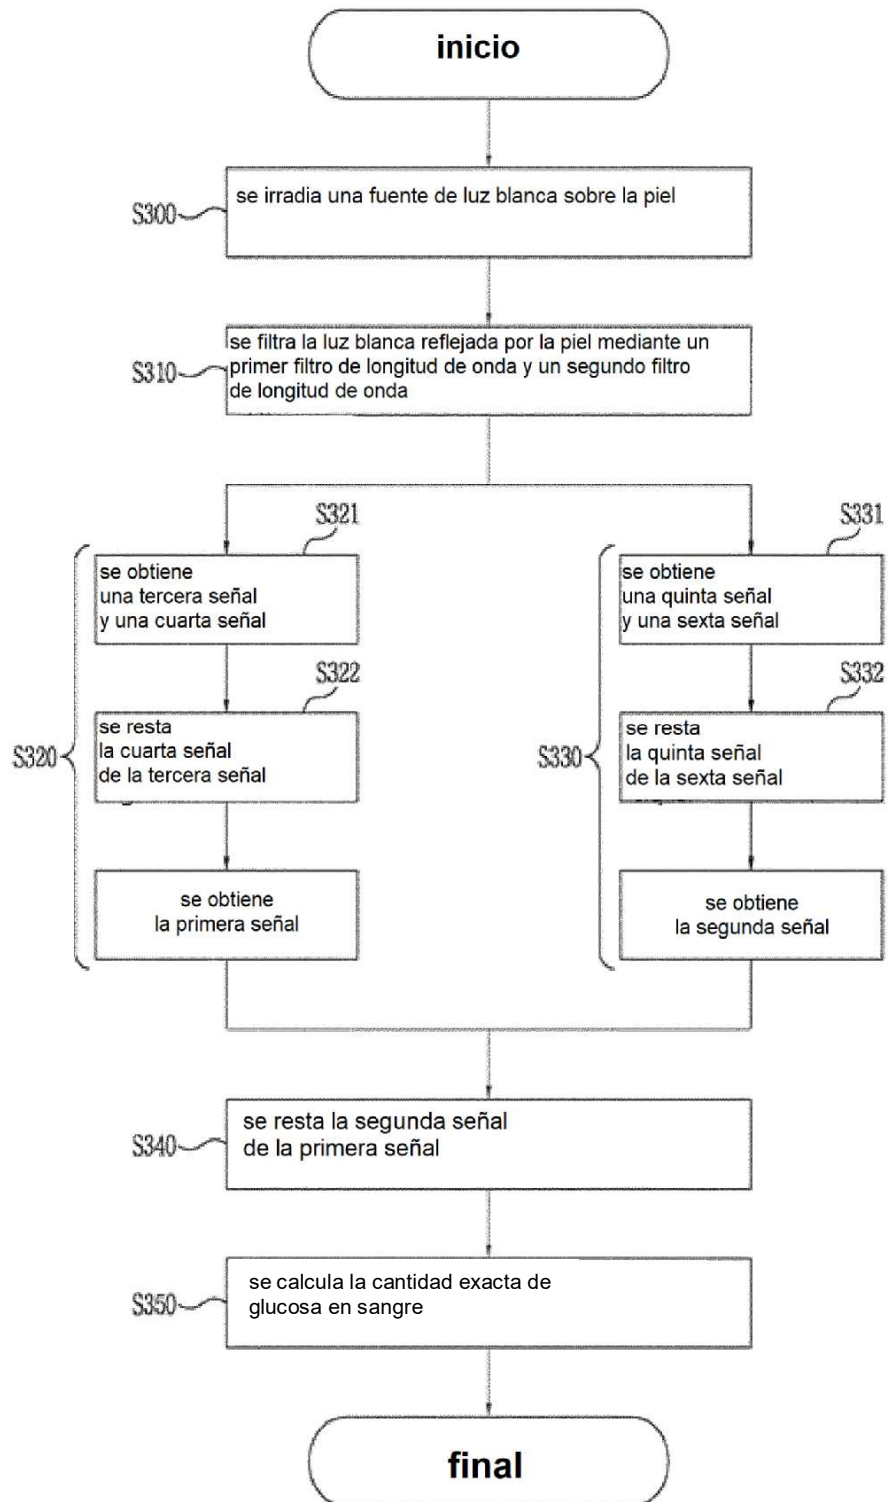 inicio
S300
se irradia una fuente de luz blanca sobre la piel
S310
se filtra la luz blanca reflejada por la piel mediante un
primer filtro de longitud de onda y un segundo filtro
de longitud de onda
S320
S321
se obtiene
una tercera señal
y una cuarta señal
S322
se resta
la cuarta señal
de la tercera señal
se obtiene
la primera señal
S330
S331
se obtiene
una quinta señal
y una sexta señal
S332
se resta
la quinta señal
de la sexta señal
se obtiene
la segunda señal
S340
se resta la segunda señal
de la primera señal
S350
se calcula la cantidad exacta de
glucosa en sangre
final